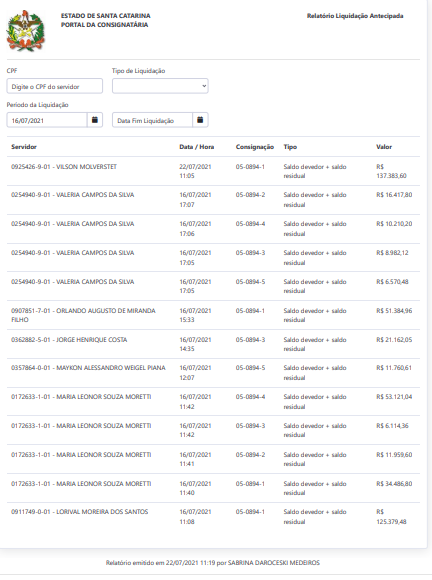 ESTADO DE SANTA CATARINA
PORTAL DA CONSIGNATÁRIA
Relatório Liquidação Antecipada
CPF Tipo de Liquidação
Digite o CPF do servidor
Período da Liquidação
16/07/2021 Data Fim Liquidação
Servidor Data / Hora Consignação Tipo Valor
0925426-9-01 - VILSON MOLVERSTET 22/07/2021 05-0894-1 Saldo devedor + saldo R$
11:05 residual 137.383,60
0254940-9-01 - VALERIA CAMPOS DA SILVA 16/07/2021 05-0894-2 Saldo devedor + saldo R$ 16.417,80
17:07 residual
0254940-9-01 - VALERIA CAMPOS DA SILVA 16/07/2021 05-0894-4 Saldo devedor + saldo R$ 10.210,20
17:06 residual
0254940-9-01 - VALERIA CAMPOS DA SILVA 16/07/2021 05-0894-3 Saldo devedor + saldo R$ 8.982,12
17:05 residual
0254940-9-01 - VALERIA CAMPOS DA SILVA 16/07/2021 05-0894-5 Saldo devedor + saldo R$ 6.570,48
17:05 residual
0907851-7-01 - ORLANDO AUGUSTO DE MIRANDA 16/07/2021 05-0894-1 Saldo devedor + saldo R$ 51.384,96
FILHO 15:33 residual
0362882-5-01 - JORGE HENRIQUE COSTA 16/07/2021 05-0894-3 Saldo devedor + saldo R$ 21.162,05
14:35 residual
0357864-0-01 - MAYKON ALESSANDRO WEIGEL PIANA 16/07/2021 05-0894-5 Saldo devedor + saldo R$ 11.760,61
12:07 residual
0172633-1-01 - MARIA LEONOR SOUZA MORETTI 16/07/2021 05-0894-4 Saldo devedor + saldo R$ 53.121,04
11:42 residual
0172633-1-01 - MARIA LEONOR SOUZA MORETTI 16/07/2021 05-0894-3 Saldo devedor + saldo R$ 6.114,36
11:42 residual
0172633-1-01 - MARIA LEONOR SOUZA MORETTI 16/07/2021 05-0894-2 Saldo devedor + saldo R$ 11.959,60
11:41 residual
0172633-1-01 - MARIA LEONOR SOUZA MORETTI 16/07/2021 05-0894-1 Saldo devedor + saldo R$ 34.486,80
11:40 residual
0911749-0-01 - LORIVAL MOREIRA DOS SANTOS 16/07/2021 05-0894-1 Saldo devedor + saldo R$
11:08 residual 125.379,48
Relatório emitido em 22/07/2021 11:19 por SABRINA DAROCESKI MEDEIROS